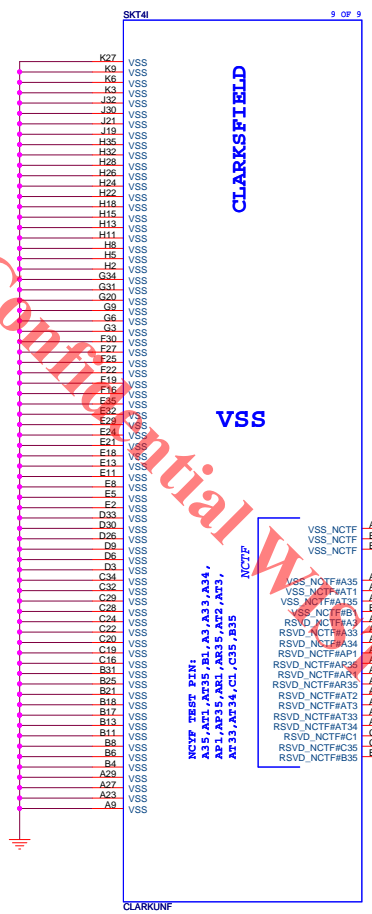 SKT4I
9 OF 9
CLARKSFIELD
VSS
K27 VSS
K9 VSS
K6 VSS
K3 VSS
J32 VSS
J30 VSS
J21 VSS
J19 VSS
H35 VSS
H32 VSS
H28 VSS
H26 VSS
H24 VSS
H22 VSS
H18 VSS
H15 VSS
H13 VSS
H11 VSS
H8 VSS
H5 VSS
H2 VSS
G34 VSS
G31 VSS
G20 VSS
G9 VSS
G6 VSS
G3 VSS
F30 VSS
F27 VSS
F25 VSS
F22 VSS
F19 VSS
F16 VSS
E35 VSS
E32 VSS
E29 VSS
E24 VSS
E21 VSS
E18 VSS
E13 VSS
E11 VSS
E8 VSS
E5 VSS
E2 VSS
D33 VSS
D30 VSS
D26 VSS
D9 VSS
D6 VSS
D3 VSS
C34 VSS
C32 VSS
C29 VSS
C28 VSS
C24 VSS
C22 VSS
C20 VSS
C19 VSS
C16 VSS
B31 VSS
B25 VSS
B21 VSS
B18 VSS
B17 VSS
B13 VSS
B11 VSS
B8 VSS
B6 VSS
B4 VSS
A29 VSS
A27 VSS
A23 VSS
A9 VSS
NCTF
VSS_NCTF
VSS_NCTF
VSS_NCTF
VSS_NCTF#A35
VSS_NCTF#AT1
VSS_NCTF#AT35
VSS_NCTF#B1
RSVD_NCTF#A3
RSVD_NCTF#A33
RSVD_NCTF#A34
RSVD_NCTF#AP1
RSVD_NCTF#AP35
RSVD_NCTF#AR1
RSVD_NCTF#AR35
RSVD_NCTF#AT2
RSVD_NCTF#AT3
RSVD_NCTF#AT33
RSVD_NCTF#AT34
RSVD_NCTF#C1
RSVD_NCTF#C35
RSVD_NCTF#B35
NCYF TEST PIN:
A35,AT1,AT35,B1,A3,A33,A34,
AP1,AP35,AR1,AR35,AT2,AT3,
AT33,AT34,C1,C35,B35
CLARKUNF
Confidential